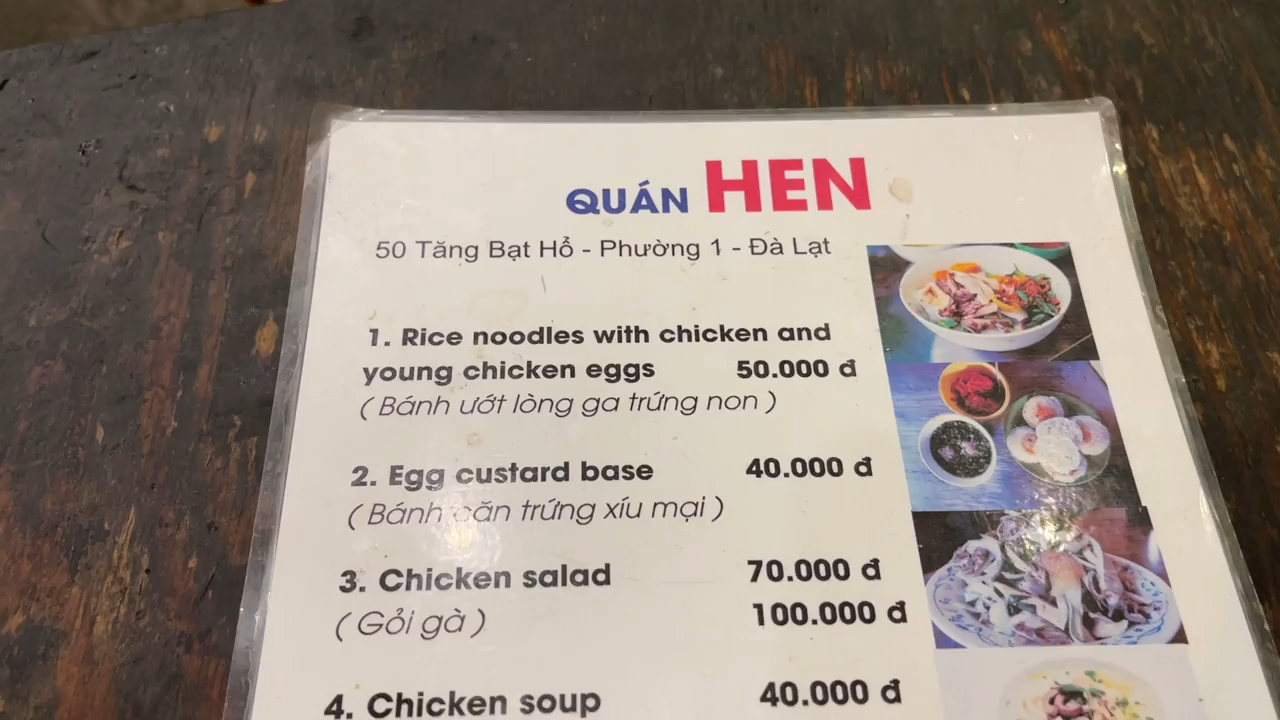 QUÁN HEN
50 Tăng Bạt Hổ - Phường 1 - Đà Lạt
1. Rice noodles with chicken and
young chicken eggs 50.000 đ
( Bánh ướt lòng ga trứng non )
2. Egg custard base 40.000 đ
( Bánh căn trứng xíu mại )
3. Chicken salad 70.000 đ
( Gỏi gà ) 100.000 đ
4. Chicken soup 40.000 đ